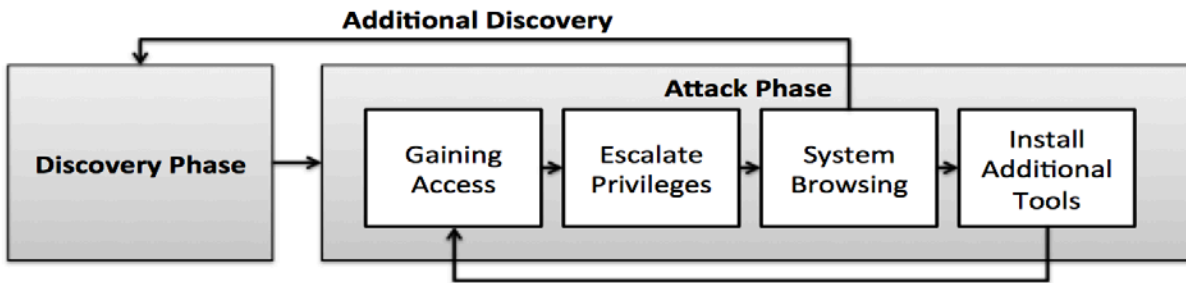 Additional Discovery
Attack Phase
Discovery Phase
Gaining
Access
Escalate
Privileges
System
Browsing
Install
Additional
Tools